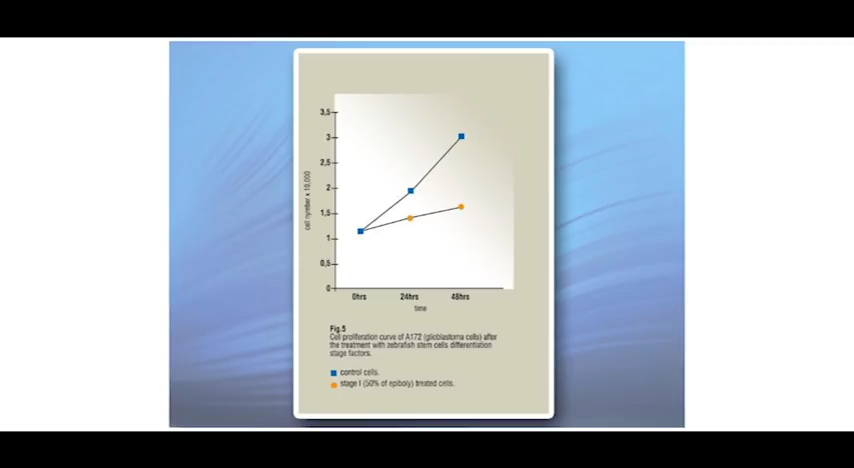 3,5
3
2,5
2
1,5
1
0,5
0
cell nymber x 10,000
0hrs 24hrs 48hrs
time
Fig.5
Cell proliferation curve of A172 (glioblastoma cells) after
the treatment with zebrafish stem cells differentiation
stage factors.
control cells.
stage I (50% of epiboly) treated cells.